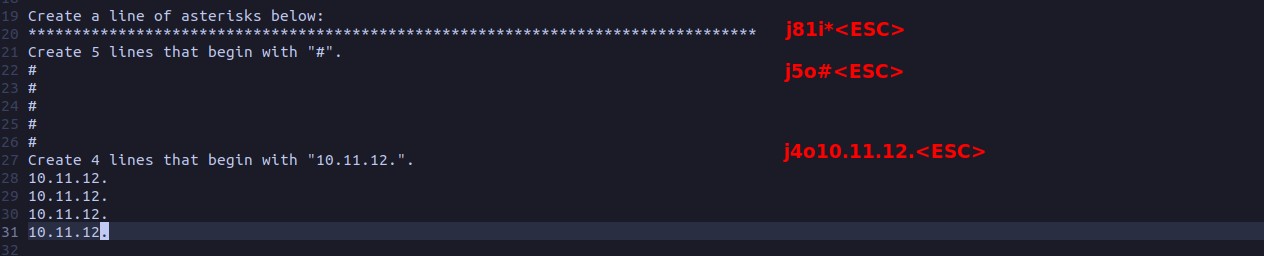 19 Create a line of asterisks below:
20 *********************************************************************************   j81i*<ESC>
21 Create 5 lines that begin with "#".
22 #   j5o#<ESC>
23 #
24 #
25 #
26 #
27 Create 4 lines that begin with "10.11.12.".   j4o10.11.12.<ESC>
28 10.11.12.
29 10.11.12.
30 10.11.12.
31 10.11.12.
32